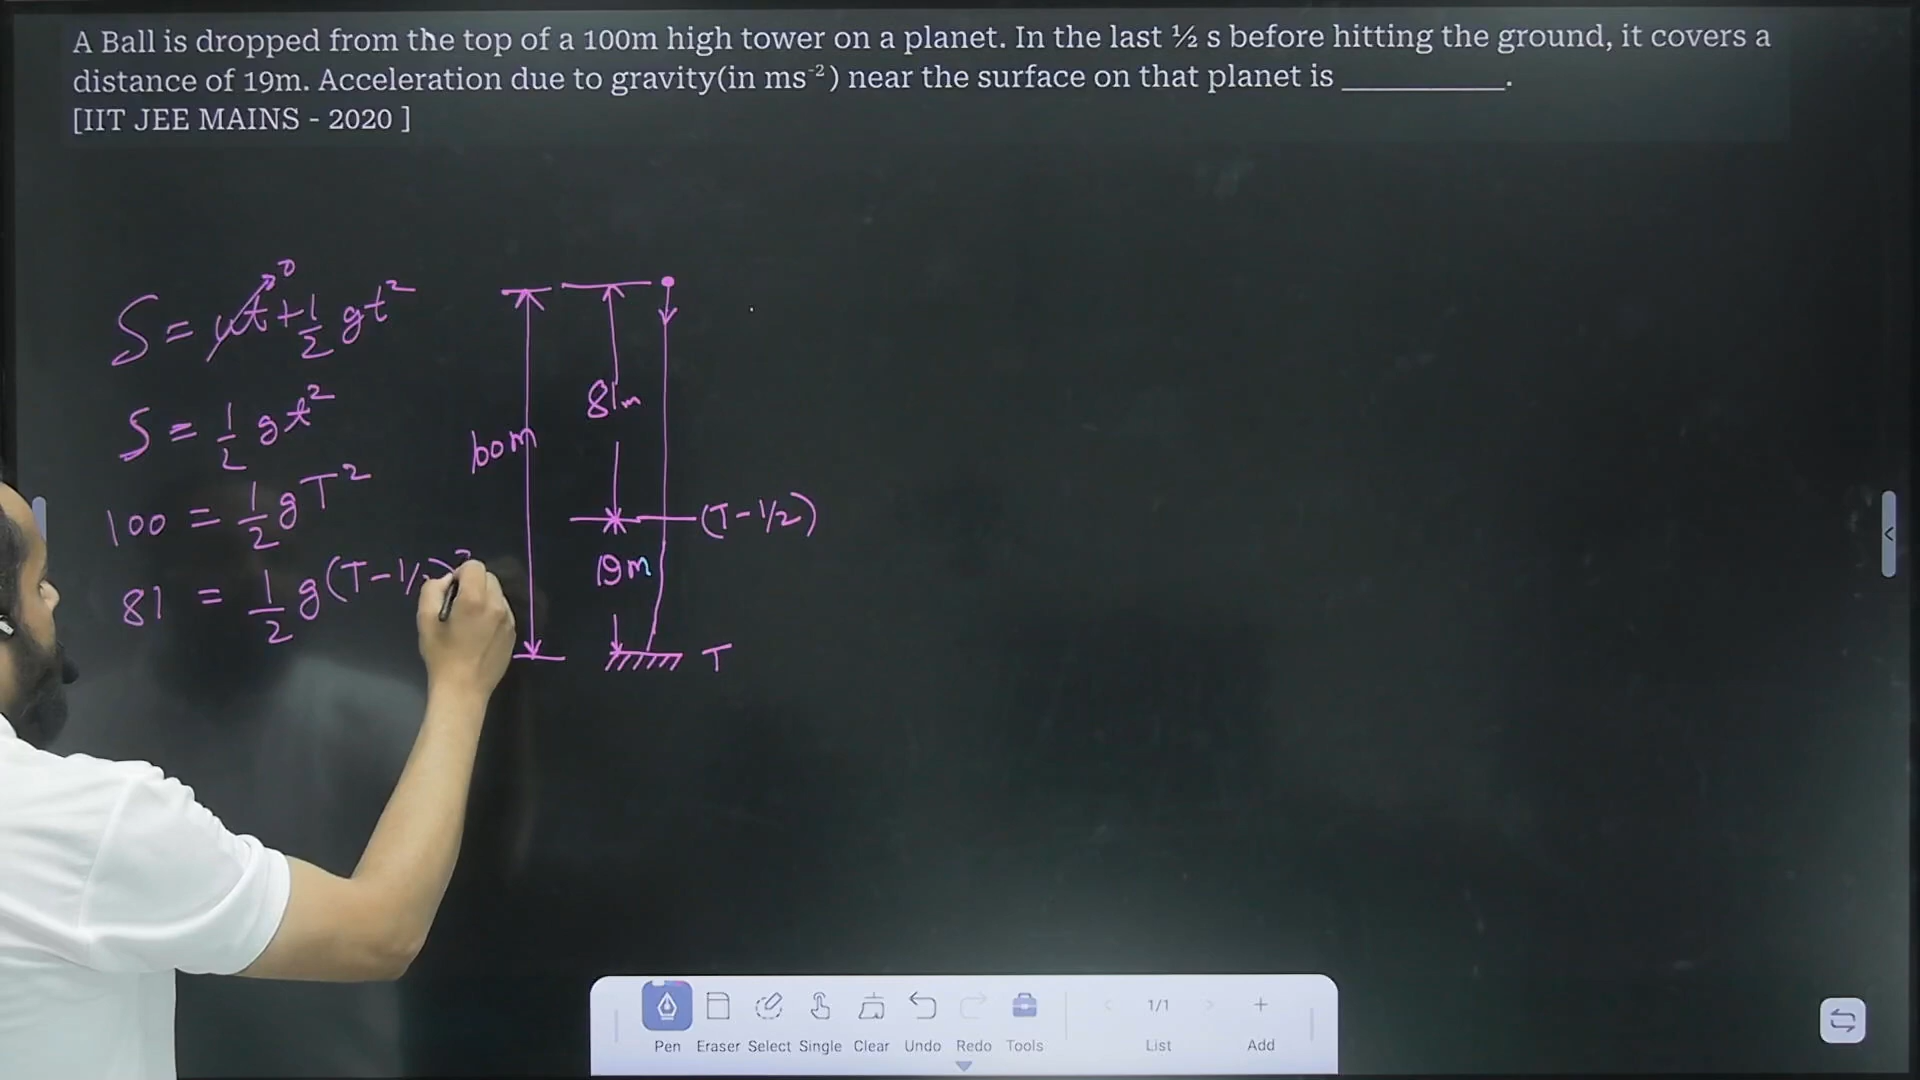 A Ball is dropped from the top of a 100m high tower on a planet. In the last ½ s before hitting the ground, it covers a
distance of 19m. Acceleration due to gravity(in ms⁻²) near the surface on that planet is __________.
[IIT JEE MAINS - 2020 ]
S = ut⁰ + 1/2 gt²
S = 1/2 gt²
100 = 1/2 gT²
81 = 1/2 g(T-1/2)²
100m
81m
(T-1/2)
19m
T
Pen Eraser Select Single Clear Undo Redo Tools
1/1
List
Add